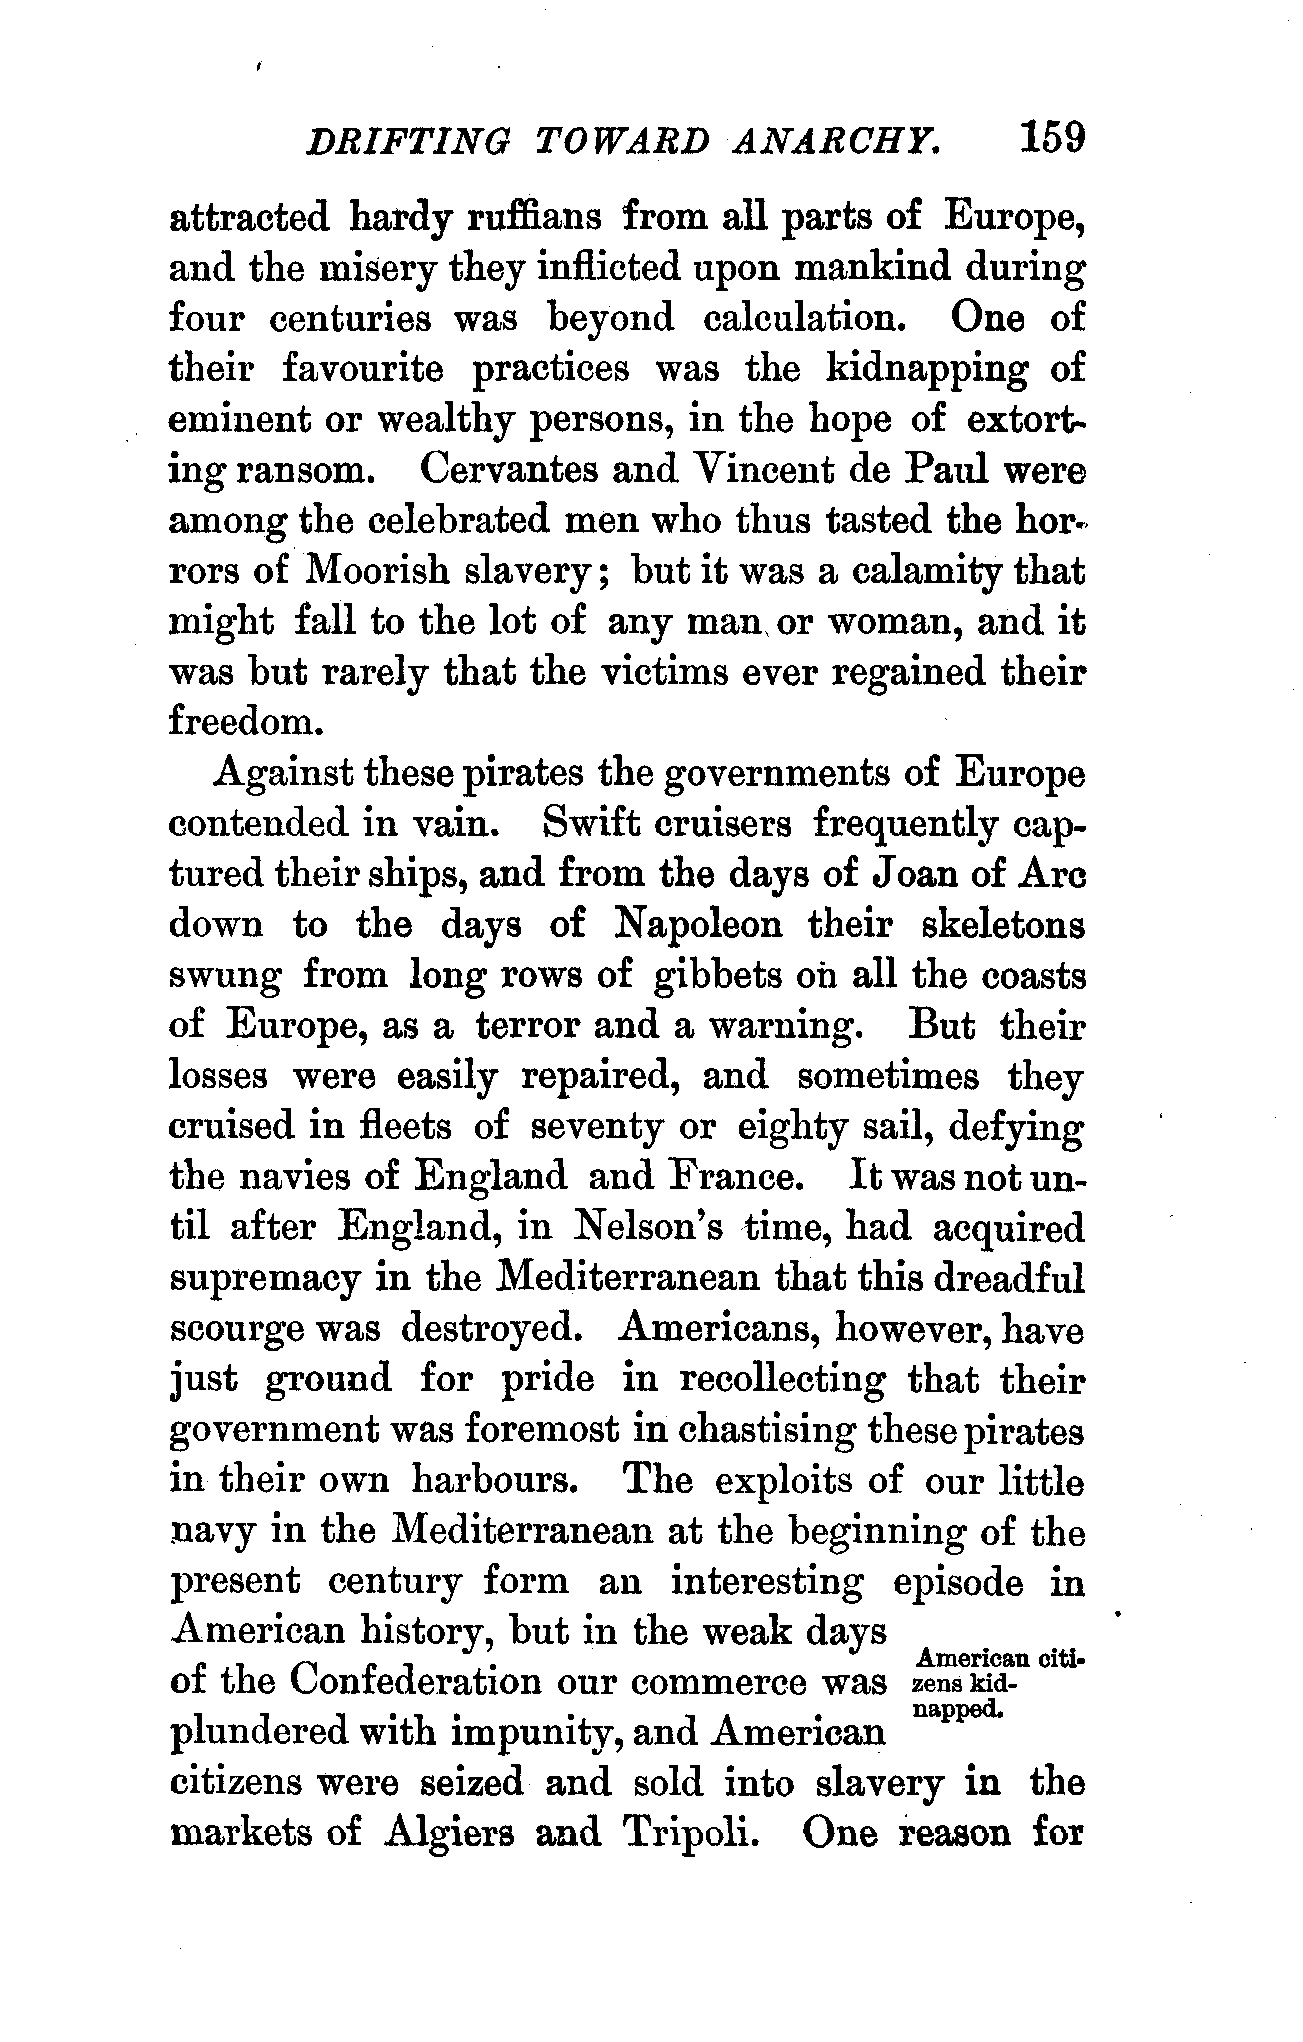 DRIFTING TOWARD ANARCHY. 159
attracted hardy ruffians from all parts of Europe,
and the misery they inflicted upon mankind during
four centuries was beyond calculation. One of
their favourite practices was the kidnapping of
eminent or wealthy persons, in the hope of extort-
ing ransom. Cervantes and Vincent de Paul were
among the celebrated men who thus tasted the hor-
rors of Moorish slavery; but it was a calamity that
might fall to the lot of any man or woman, and it
was but rarely that the victims ever regained their
freedom.
Against these pirates the governments of Europe
contended in vain. Swift cruisers frequently cap-
tured their ships, and from the days of Joan of Arc
down to the days of Napoleon their skeletons
swung from long rows of gibbets on all the coasts
of Europe, as a terror and a warning. But their
losses were easily repaired, and sometimes they
cruised in fleets of seventy or eighty sail, defying
the navies of England and France. It was not un-
til after England, in Nelson's time, had acquired
supremacy in the Mediterranean that this dreadful
scourge was destroyed. Americans, however, have
just ground for pride in recollecting that their
government was foremost in chastising these pirates
in their own harbours. The exploits of our little
navy in the Mediterranean at the beginning of the
present century form an interesting episode in
American history, but in the weak days
of the Confederation our commerce was
plundered with impunity, and American
American citi-
zens kid-
napped.
citizens were seized and sold into slavery in the
markets of Algiers and Tripoli. One reason for